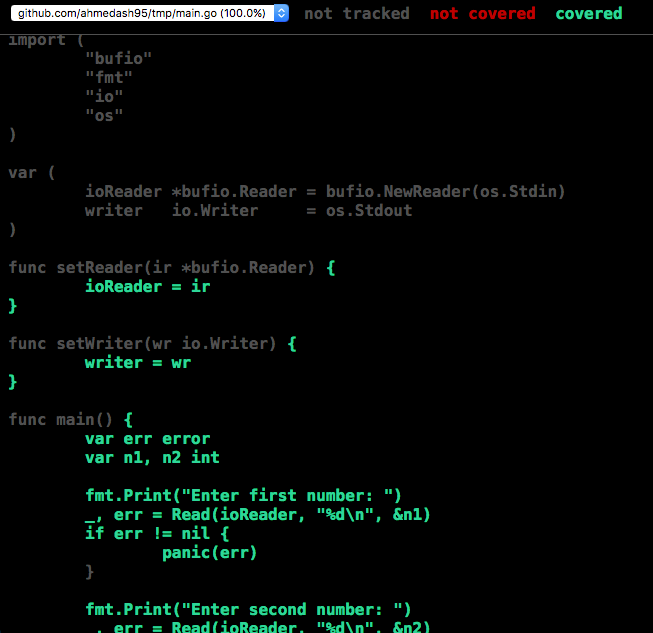 github.com/ahmedash95/tmp/main.go (100.0%) not tracked not covered covered
import (
"bufio"
"fmt"
"io"
"os"
)
var (
ioReader *bufio.Reader = bufio.NewReader(os.Stdin)
writer io.Writer = os.Stdout
)
func setReader(ir *bufio.Reader) {
ioReader = ir
}
func setWriter(wr io.Writer) {
writer = wr
}
func main() {
var err error
var n1, n2 int
fmt.Print("Enter first number: ")
_, err = Read(ioReader, "%d\n", &n1)
if err != nil {
panic(err)
}
fmt.Print("Enter second number: ")
_, err = Read(ioReader, "%d\n", &n2)